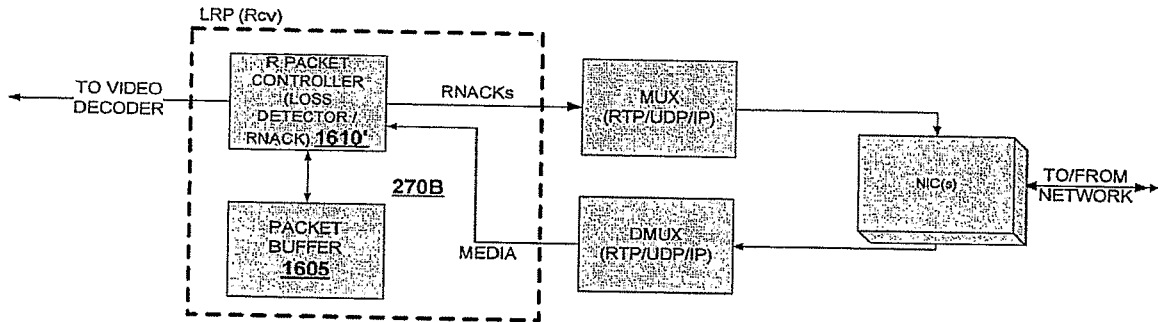 LRP (Rcv)
R PACKET
CONTROLLER
(LOSS
DETECTOR /
RNACK) 1610'
TO VIDEO
DECODER
RNACKs
MUX
(RTP/UDP/IP)
NIC(s)
TO/FROM
NETWORK
270B
PACKET
BUFFER
1605
MEDIA
DMUX
(RTP/UDP/IP)